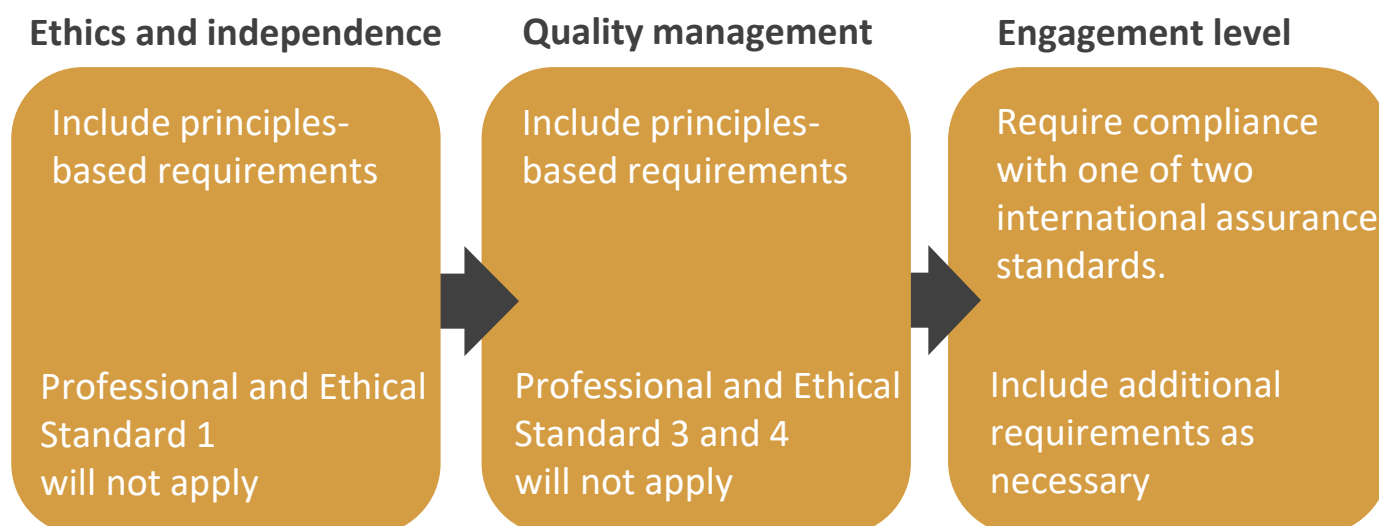 Ethics and independence
Include principles-
based requirements
Professional and Ethical
Standard 1
will not apply
Quality management
Include principles-
based requirements
Professional and Ethical
Standard 3 and 4
will not apply
Engagement level
Require compliance
with one of two
international assurance
standards.
Include additional
requirements as
necessary